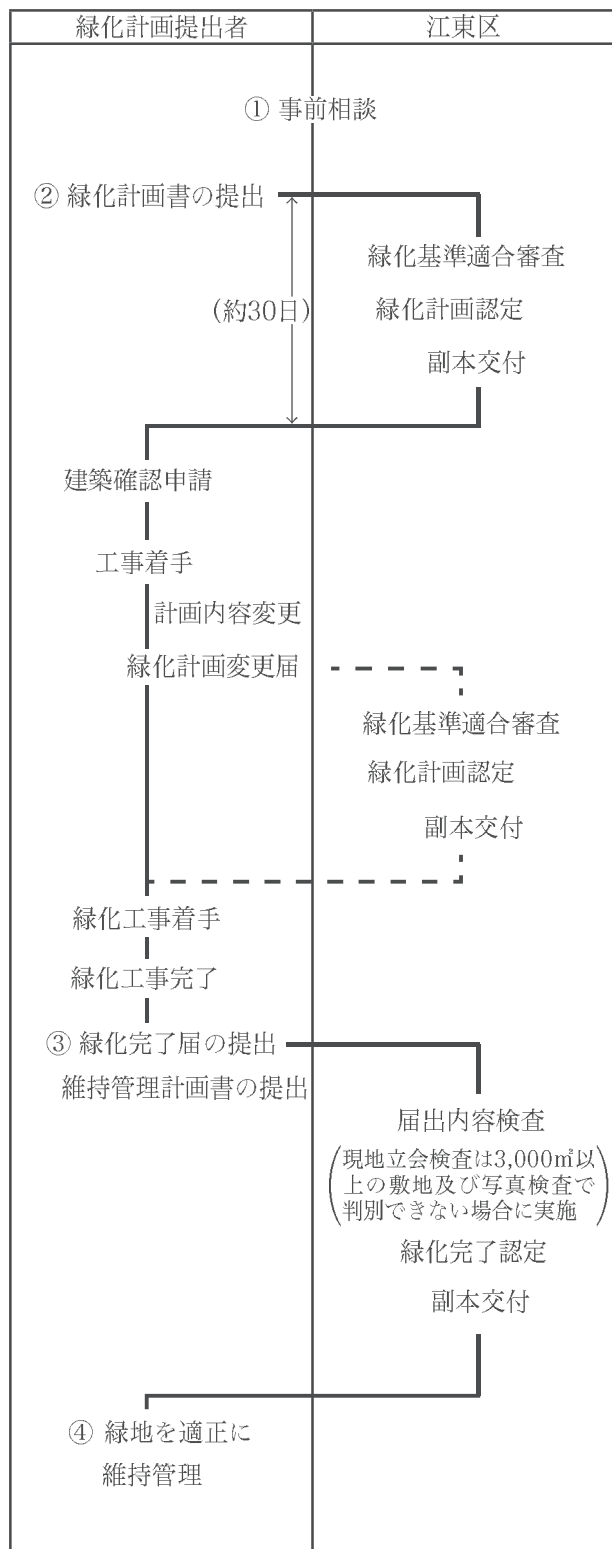 緑化計画提出者
江東区
① 事前相談
② 緑化計画書の提出
緑化基準適合審査
(約30日)
緑化計画認定
副本交付
建築確認申請
工事着手
計画内容変更
緑化計画変更届
緑化基準適合審査
緑化計画認定
副本交付
緑化工事着手
緑化工事完了
③ 緑化完了届の提出
維持管理計画書の提出
届出内容検査
(現地立会検査は3,000㎡以
上の敷地及び写真検査で
判別できない場合に実施)
緑化完了認定
副本交付
④ 緑地を適正に
維持管理